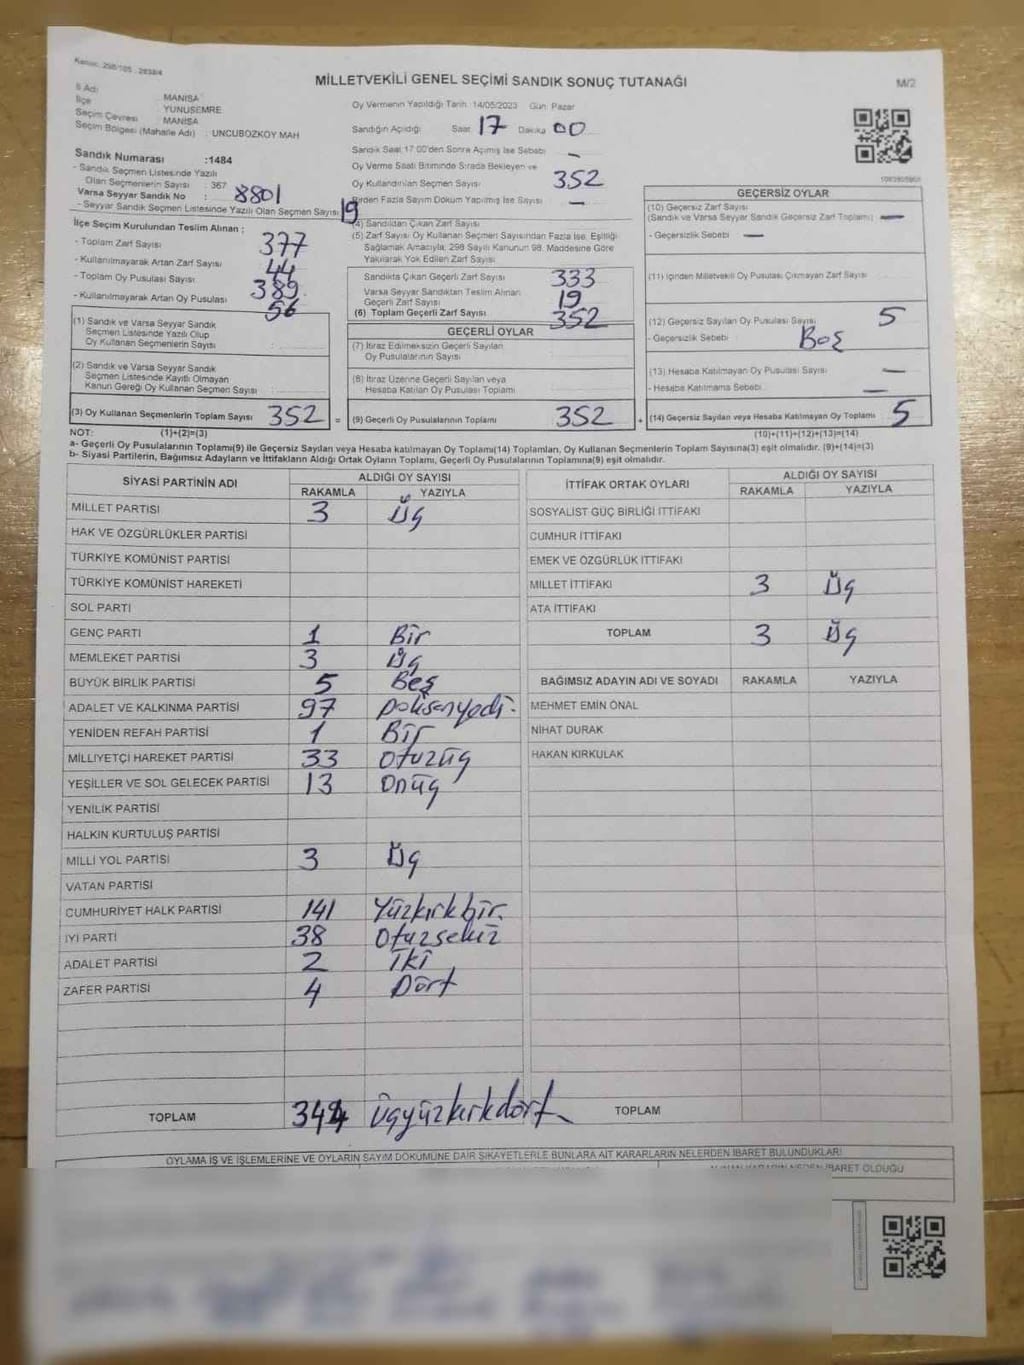 Kanun: 298/105 - 2839/4
MİLLETVEKİLİ GENEL SEÇİMİ SANDIK SONUÇ TUTANAĞI
M/2
İl Adı : MANİSA
İlçe : YUNUSEMRE
Seçim Çevresi : MANİSA
Seçim Bölgesi (Mahalle Adı) : UNCUBOZKÖY MAH
Sandık Numarası :1484
- Sandık Seçmen Listesinde Yazılı
Olan Seçmenlerin Sayısı : 367
Varsa Seyyar Sandık No : 8801
- Seyyar Sandık Seçmen Listesinde Yazılı Olan Seçmen Sayısı 19
İlçe Seçim Kurulundan Teslim Alınan ;
- Toplam Zarf Sayısı 377
- Kullanılmayarak Artan Zarf Sayısı 44
- Toplam Oy Pusulası Sayısı 389
- Kullanılmayarak Artan Oy Pusulası 56
Oy Vermenin Yapıldığı Tarih: 14/05/2023 Gün: Pazar
Sandığın Açıldığı Saat 17 Dakika 00
Sandık Saat 17:00'den Sonra Açılmış İse Sebebi -
Oy Verme Saati Bitiminde Sırada Bekleyen ve
Oy Kullandırılan Seçmen Sayısı 352
Birden Fazla Sayım Döküm Yapılmış İse Sayısı -
(4) Sandıktan Çıkan Zarf Sayısı
(5) Zarf Sayısı Oy Kullanan Seçmen Sayısından Fazla İse, Eşitliği
Sağlamak Amacıyla; 298 Sayılı Kanunun 98. Maddesine Göre
Yakılarak Yok Edilen Zarf Sayısı
Sandıkta Çıkan Geçerli Zarf Sayısı 333
Varsa Seyyar Sandıktan Teslim Alınan
Geçerli Zarf Sayısı 19
(6) Toplam Geçerli Zarf Sayısı 352
GEÇERSİZ OYLAR
(10) Geçersiz Zarf Sayısı
(Sandık ve Varsa Seyyar Sandık Geçersiz Zarf Toplamı) -
- Geçersizlik Sebebi -
(11) İçinden Milletvekili Oy Pusulası Çıkmayan Zarf Sayısı
(12) Geçersiz Sayılan Oy Pusulası Sayısı 5
- Geçersizlik Sebebi : Boş
(13) Hesaba Katılmayan Oy Pusulası Sayısı -
- Hesaba Katılmama Sebebi -
(14) Geçersiz Sayılan veya Hesaba Katılmayan Oy Toplamı 5
(1) Sandık ve Varsa Seyyar Sandık
Seçmen Listesinde Yazılı Olup
Oy Kullanan Seçmenlerin Sayısı :
(2) Sandık ve Varsa Seyyar Sandık
Seçmen Listesinde Kayıtlı Olmayan
Kanun Gereği Oy Kullanan Seçmen Sayısı :
(3) Oy Kullanan Seçmenlerin Toplam Sayısı 352 =
GEÇERLİ OYLAR
(7) İtiraz Edilmeksizin Geçerli Sayılan
Oy Pusulalarının Sayısı
(8) İtiraz Üzerine Geçerli Sayılan veya
Hesaba Katılan Oy Pusulası Toplamı
(9) Geçerli Oy Pusulalarının Toplamı 352 +
NOT: (1)+(2)=(3)
(10)+(11)+(12)+(13)=(14)
a- Geçerli Oy Pusulalarının Toplamı(9) ile Geçersiz Sayılan veya Hesaba katılmayan Oy Toplamı(14) Toplamları, Oy Kullanan Seçmenlerin Toplam Sayısına(3) eşit olmalıdır. (9)+(14)=(3)
b- Siyasi Partilerin, Bağımsız Adayların ve İttifakların Aldığı Ortak Oyların Toplamı, Geçerli Oy Pusulalarının Toplamına(9) eşit olmalıdır.
SİYASİ PARTİNİN ADI ALDIĞI OY SAYISI
RAKAMLA YAZIYLA
MİLLET PARTİSİ 3 Üç
HAK VE ÖZGÜRLÜKLER PARTİSİ
TÜRKİYE KOMÜNİST PARTİSİ
TÜRKİYE KOMÜNİST HAREKETİ
SOL PARTİ
GENÇ PARTİ 1 Bir
MEMLEKET PARTİSİ 3 Üç
BÜYÜK BİRLİK PARTİSİ 5 Beş
ADALET VE KALKINMA PARTİSİ 97 Doksanyedi.
YENİDEN REFAH PARTİSİ 1 Bir
MİLLİYETÇİ HAREKET PARTİSİ 33 Otuzüç
YEŞİLLER VE SOL GELECEK PARTİSİ 13 Onüç
YENİLİK PARTİSİ
HALKIN KURTULUŞ PARTİSİ
MİLLİ YOL PARTİSİ 3 Üç
VATAN PARTİSİ
CUMHURİYET HALK PARTİSİ 141 Yüzkırkbir.
İYİ PARTİ 38 Otuzsekiz
ADALET PARTİSİ 2 İki
ZAFER PARTİSİ 4 Dört
TOPLAM 344 Üçyüzkırkdört
İTTİFAK ORTAK OYLARI ALDIĞI OY SAYISI
RAKAMLA YAZIYLA
SOSYALİST GÜÇ BİRLİĞİ İTTİFAKI
CUMHUR İTTİFAKI
EMEK VE ÖZGÜRLÜK İTTİFAKI
MİLLET İTTİFAKI 3 Üç
ATA İTTİFAKI
TOPLAM 3 Üç
BAĞIMSIZ ADAYIN ADI VE SOYADI RAKAMLA YAZIYLA
MEHMET EMİN ÖNAL
NİHAT DURAK
HAKAN KIRKULAK
TOPLAM
OYLAMA İŞ VE İŞLEMLERİNE VE OYLARIN SAYIM DÖKÜMÜNE DAİR ŞİKAYETLERLE BUNLARA AİT KARARLARIN NELERDEN İBARET BULUNDUKLARI
ALINAN KARARIN NEDEN İBARET OLDUĞU